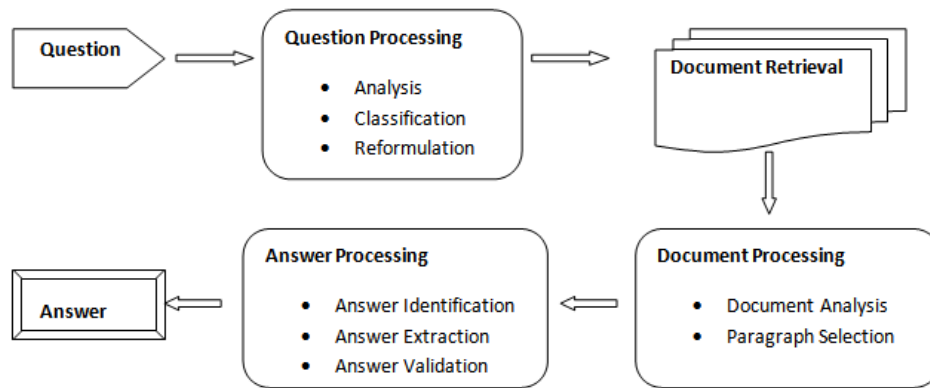 Question
Question Processing
• Analysis
• Classification
• Reformulation
Document Retrieval
Document Processing
• Document Analysis
• Paragraph Selection
Answer Processing
• Answer Identification
• Answer Extraction
• Answer Validation
Answer